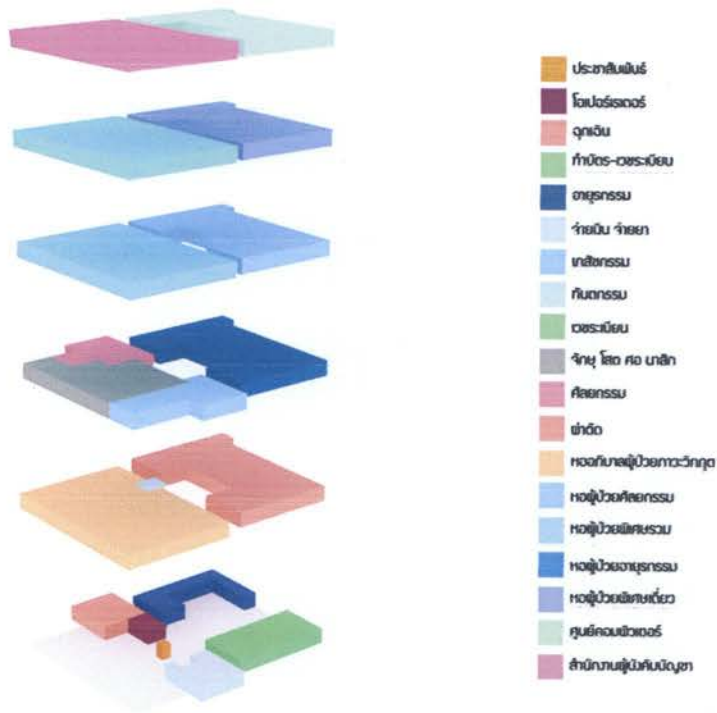 ประชาสัมพันธ์
โอเปอร์เรเตอร์
ฉุกเฉิน
ทำบัตร-เวชระเบียน
อายุรกรรม
จ่ายเงิน จ่ายยา
เภสัชกรรม
ทันตกรรม
เวชระเบียน
จักษุ โสต ศอ นาสิก
ศัลยกรรม
ผ่าตัด
หออภิบาลผู้ป่วยภาวะวิกฤต
หอผู้ป่วยศัลยกรรม
หอผู้ป่วยพิเศษรวม
หอผู้ป่วยอายุรกรรม
หอผู้ป่วยพิเศษเดี่ยว
ศูนย์คอมพิวเตอร์
สำนักงานผู้บังคับบัญชา